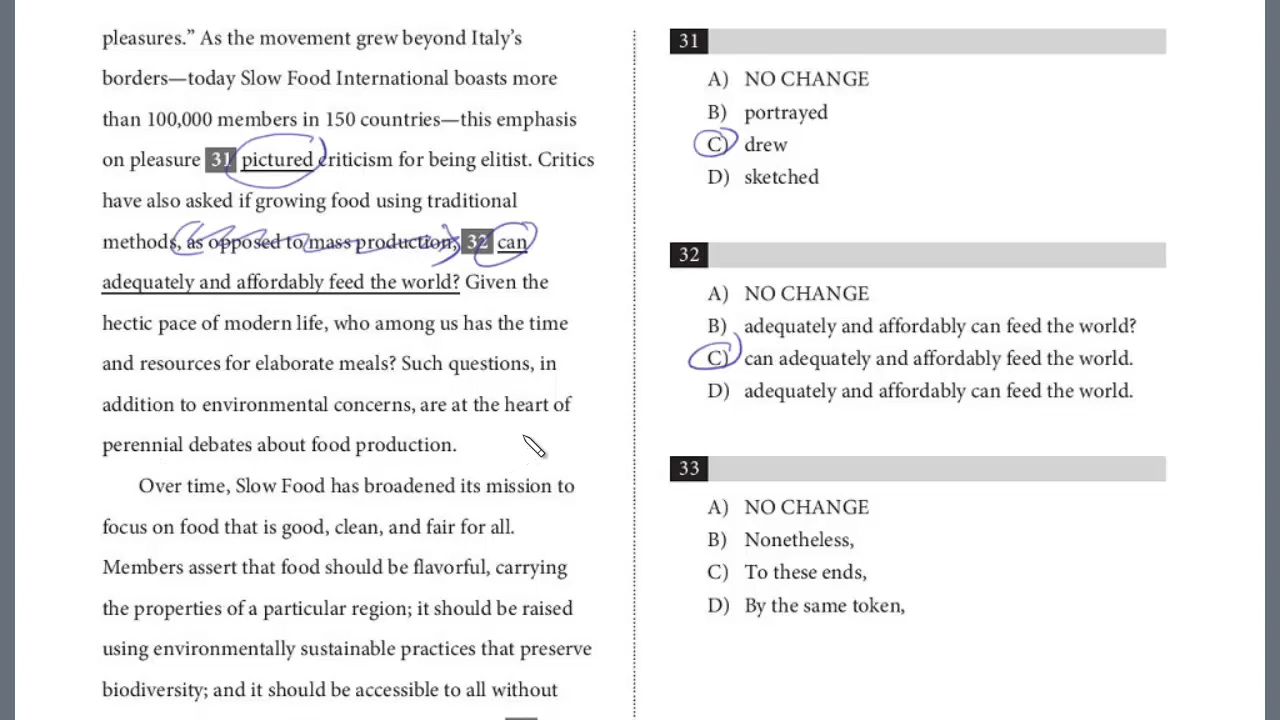 pleasures.” As the movement grew beyond Italy’s
borders—today Slow Food International boasts more
than 100,000 members in 150 countries—this emphasis
on pleasure 31 pictured criticism for being elitist. Critics
have also asked if growing food using traditional
methods, as opposed to mass production, 32 can
adequately and affordably feed the world? Given the
hectic pace of modern life, who among us has the time
and resources for elaborate meals? Such questions, in
addition to environmental concerns, are at the heart of
perennial debates about food production.
Over time, Slow Food has broadened its mission to
focus on food that is good, clean, and fair for all.
Members assert that food should be flavorful, carrying
the properties of a particular region; it should be raised
using environmentally sustainable practices that preserve
biodiversity; and it should be accessible to all without
31
A) NO CHANGE
B) portrayed
C) drew
D) sketched
32
A) NO CHANGE
B) adequately and affordably can feed the world?
C) can adequately and affordably feed the world.
D) adequately and affordably can feed the world.
33
A) NO CHANGE
B) Nonetheless,
C) To these ends,
D) By the same token,